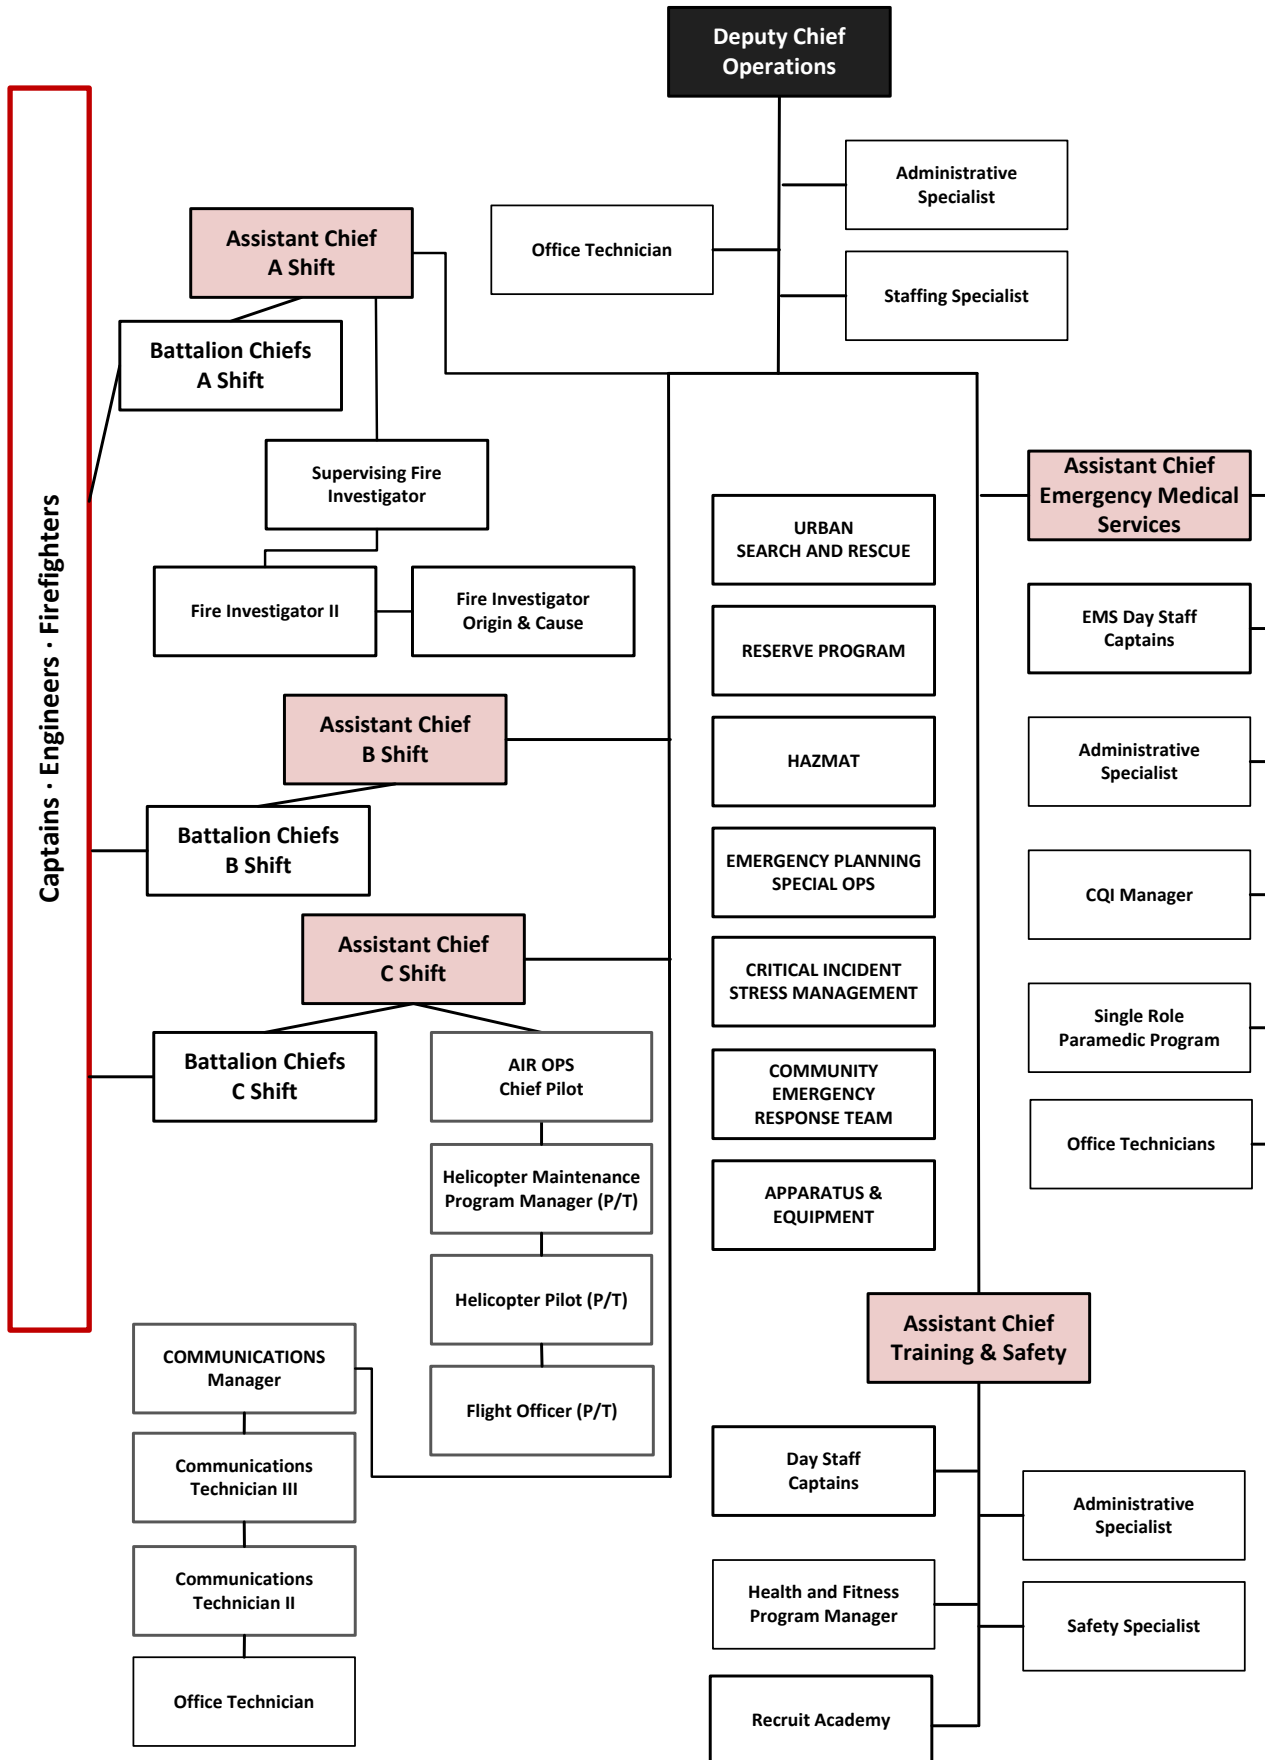 Deputy Chief
Operations
Administrative
Specialist
Office Technician
Staffing Specialist
Assistant Chief
A Shift
Battalion Chiefs
A Shift
Supervising Fire
Investigator
Fire Investigator II
Fire Investigator
Origin & Cause
Captains · Engineers · Firefighters
Assistant Chief
B Shift
Battalion Chiefs
B Shift
Assistant Chief
C Shift
Battalion Chiefs
C Shift
AIR OPS
Chief Pilot
Helicopter Maintenance
Program Manager (P/T)
Helicopter Pilot (P/T)
Flight Officer (P/T)
COMMUNICATIONS
Manager
Communications
Technician III
Communications
Technician II
Office Technician
URBAN
SEARCH AND RESCUE
RESERVE PROGRAM
HAZMAT
EMERGENCY PLANNING
SPECIAL OPS
CRITICAL INCIDENT
STRESS MANAGEMENT
COMMUNITY
EMERGENCY
RESPONSE TEAM
APPARATUS &
EQUIPMENT
Assistant Chief
Emergency Medical
Services
EMS Day Staff
Captains
Administrative
Specialist
CQI Manager
Single Role
Paramedic Program
Office Technicians
Assistant Chief
Training & Safety
Day Staff
Captains
Administrative
Specialist
Health and Fitness
Program Manager
Safety Specialist
Recruit Academy